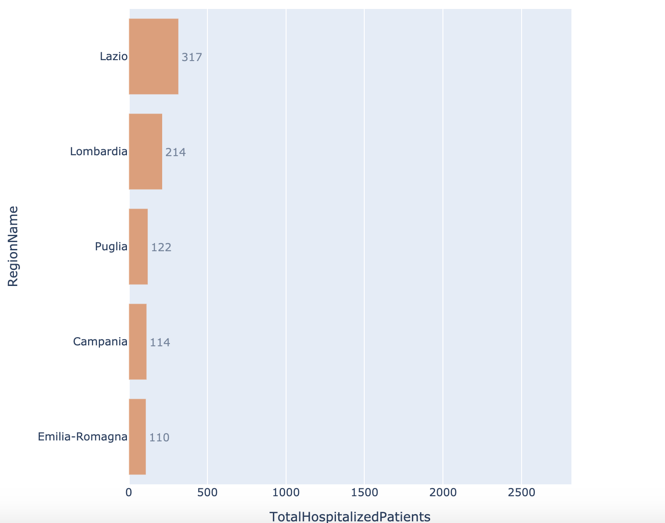 RegionName
Lazio 317
Lombardia 214
Puglia 122
Campania 114
Emilia-Romagna 110
0 500 1000 1500 2000 2500
TotalHospitalizedPatients